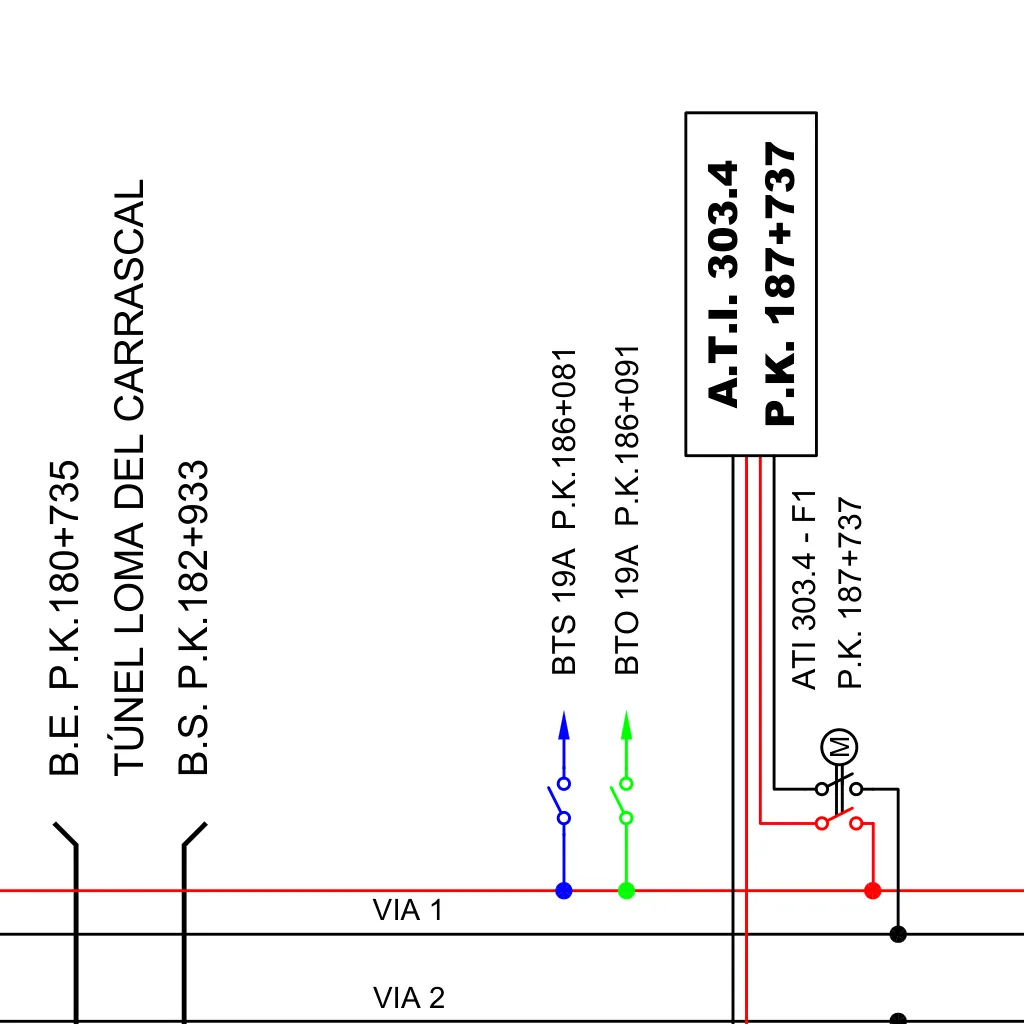 B.E. P.K.180+735
TÚNEL LOMA DEL CARRASCAL
B.S. P.K.182+933
BTS 19A P.K.186+081
BTO 19A P.K.186+091
A.T.I. 303.4
P.K. 187+737
ATI 303.4 - F1
P.K. 187+737
M
VIA 1
VIA 2